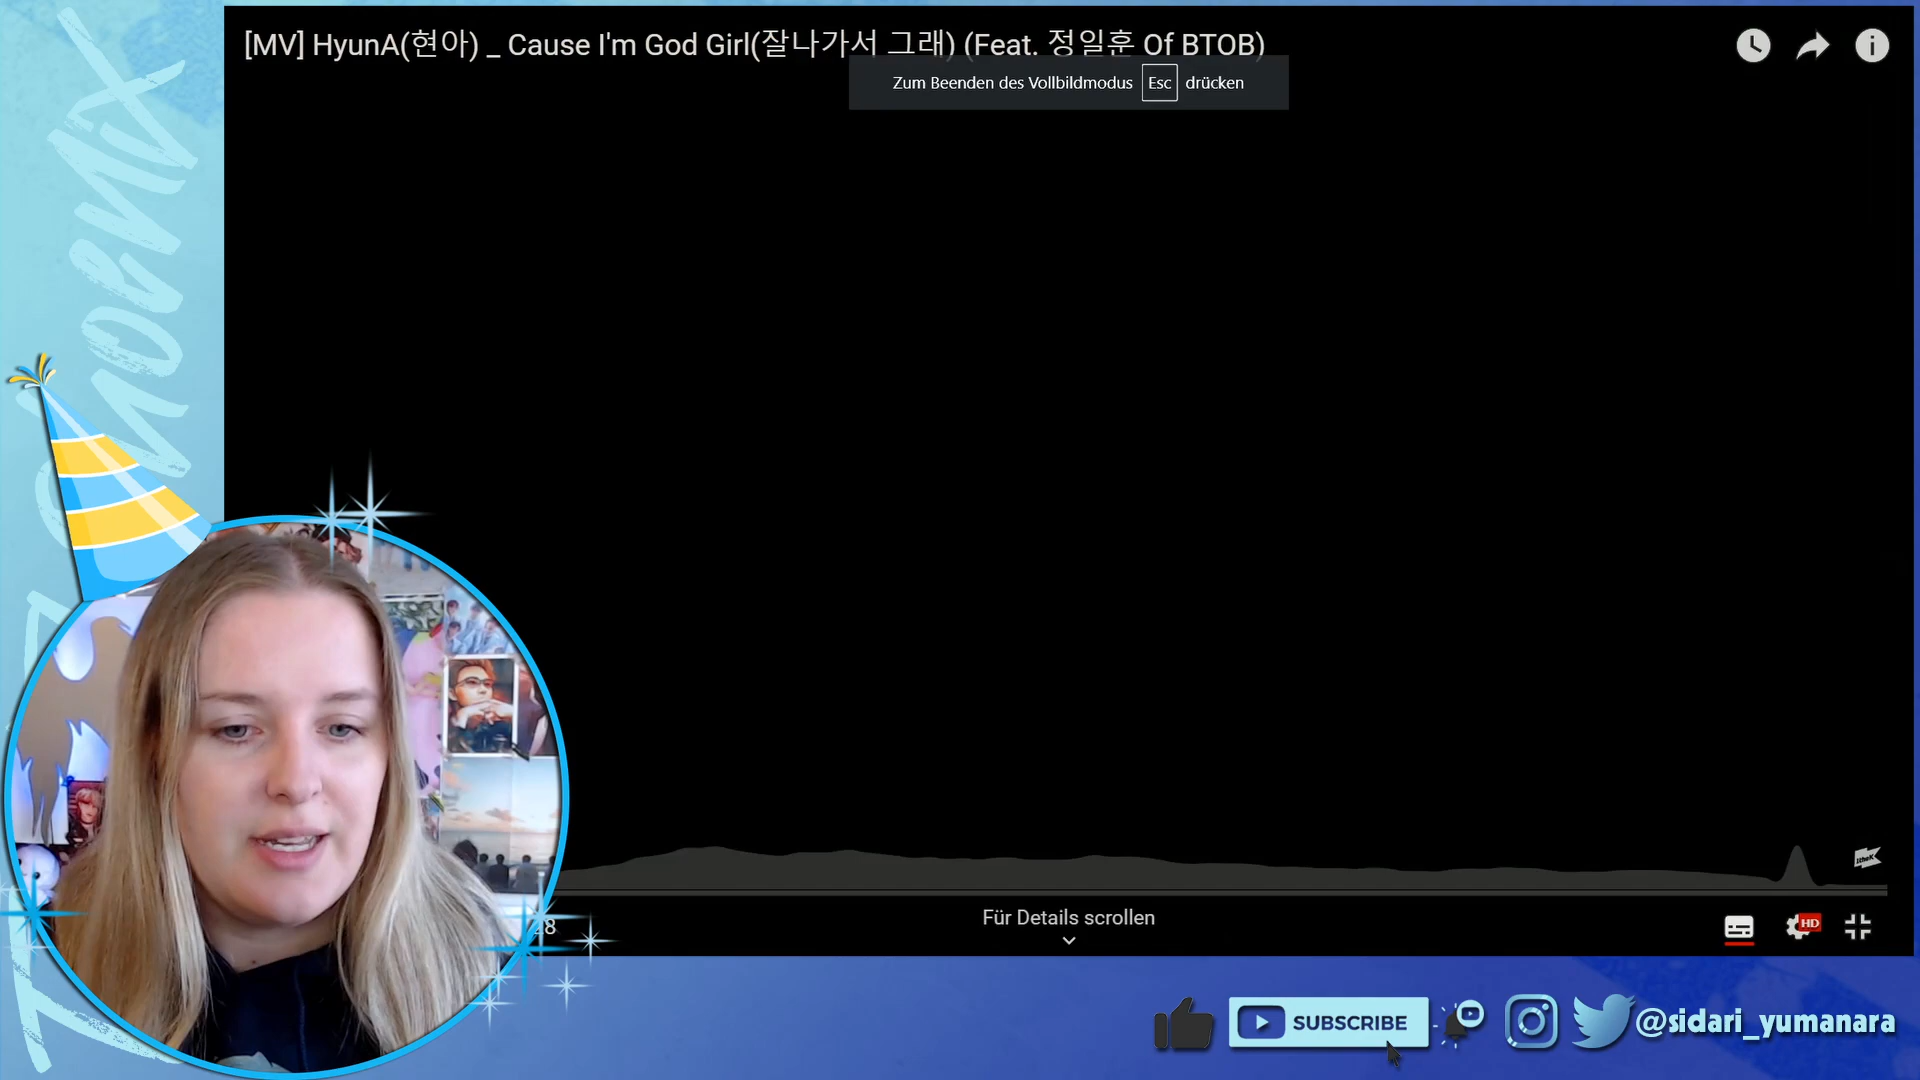 [MV] HyunA(현아) _ Cause I'm God Girl(잘나가서 그래) (Feat. 정일훈 Of BTOB)
Zum Beenden des Vollbildmodus Esc drücken
Für Details scrollen
HD
SUBSCRIBE
@sidari_yumanara